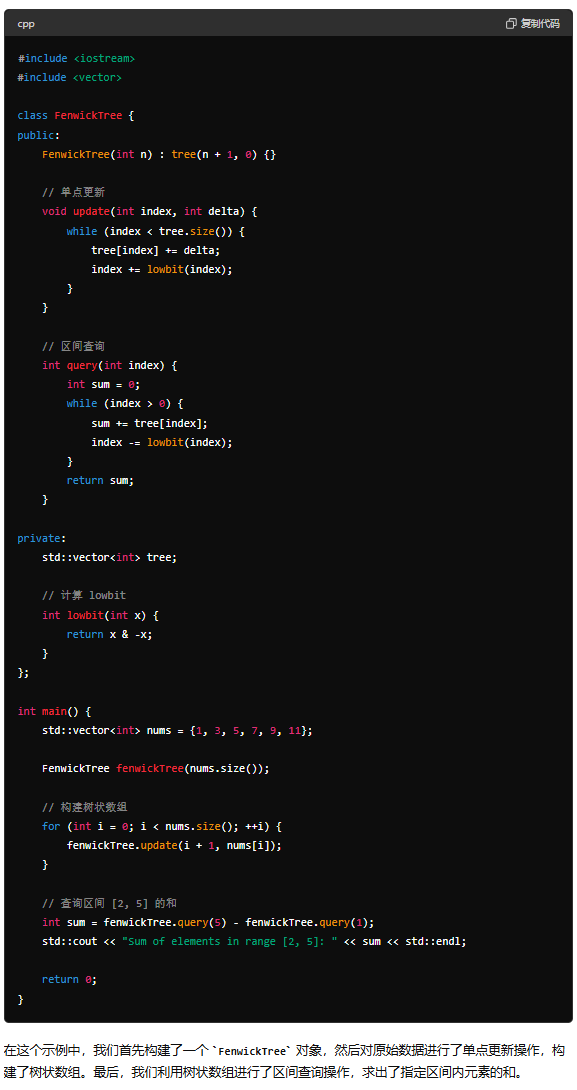 cpp
复制代码
#include <iostream>
#include <vector>
class FenwickTree {
public:
    FenwickTree(int n) : tree(n + 1, 0) {}
    // 单点更新
    void update(int index, int delta) {
        while (index < tree.size()) {
            tree[index] += delta;
            index += lowbit(index);
        }
    }
    // 区间查询
    int query(int index) {
        int sum = 0;
        while (index > 0) {
            sum += tree[index];
            index -= lowbit(index);
        }
        return sum;
    }
private:
    std::vector<int> tree;
    // 计算 lowbit
    int lowbit(int x) {
        return x & -x;
    }
};
int main() {
    std::vector<int> nums = {1, 3, 5, 7, 9, 11};
    FenwickTree fenwickTree(nums.size());
    // 构建树状数组
    for (int i = 0; i < nums.size(); ++i) {
        fenwickTree.update(i + 1, nums[i]);
    }
    // 查询区间 [2, 5] 的和
    int sum = fenwickTree.query(5) - fenwickTree.query(1);
    std::cout << "Sum of elements in range [2, 5]: " << sum << std::endl;
    return 0;
}
在这个示例中，我们首先构建了一个 `FenwickTree` 对象，然后对原始数据进行了单点更新操作，构
建了树状数组。最后，我们利用树状数组进行了区间查询操作，求出了指定区间内元素的和。